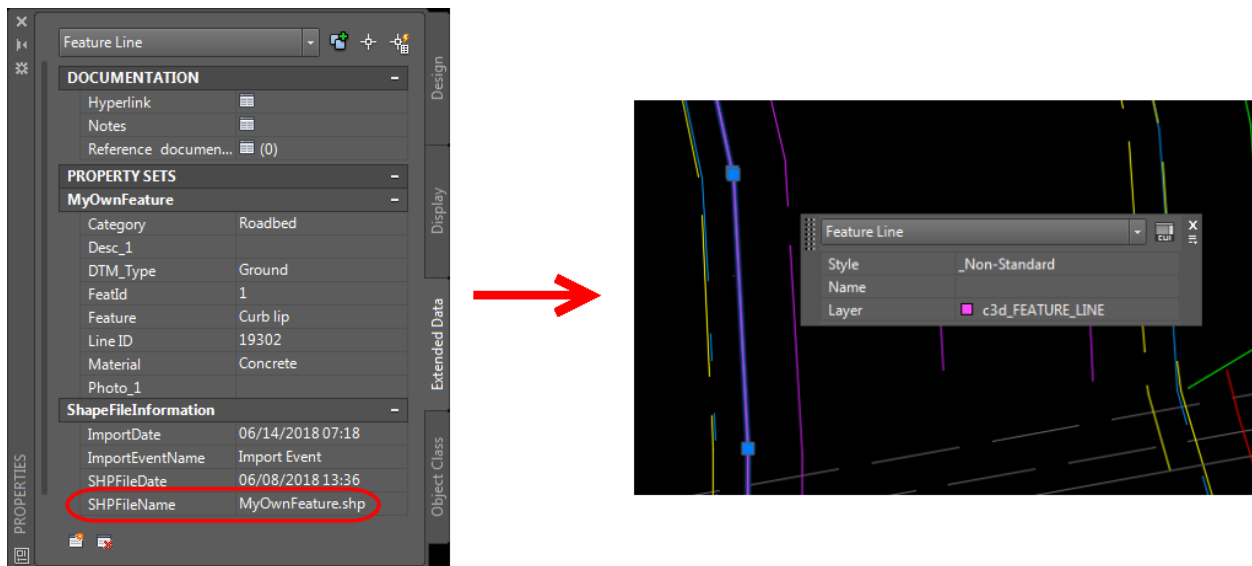 Feature Line
DOCUMENTATION
Hyperlink
Notes
Reference documen... (0)
PROPERTY SETS
MyOwnFeature
Category Roadbed
Desc_1
DTM_Type Ground
FeatId 1
Feature Curb lip
Line ID 19302
Material Concrete
Photo_1
ShapeFileInformation
ImportDate 06/14/2018 07:18
ImportEventName Import Event
SHPFileDate 06/08/2018 13:36
SHPFileName MyOwnFeature.shp
Design
Display
Extended Data
Object Class
PROPERTIES
Feature Line
CUI
Style _Non-Standard
Name
Layer c3d_FEATURE_LINE